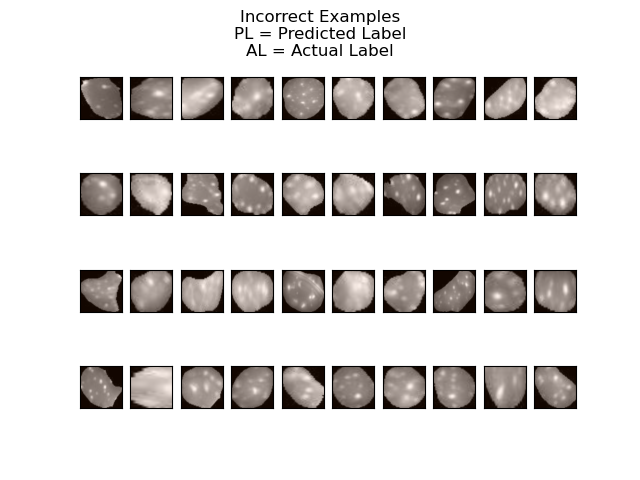 Incorrect Examples
PL = Predicted Label
AL = Actual Label